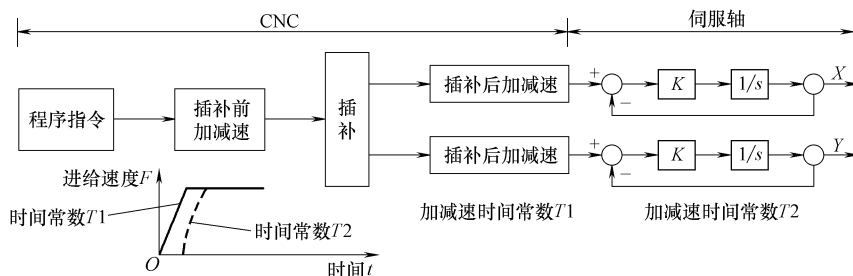 CNC
伺服轴
程序指令
插补前
加减速
插
补
插补后加减速
+
−
K
1/s
X
插补后加减速
+
−
K
1/s
Y
进给速度F
时间常数T1
时间常数T2
O
时间t
加减速时间常数T1
加减速时间常数T2